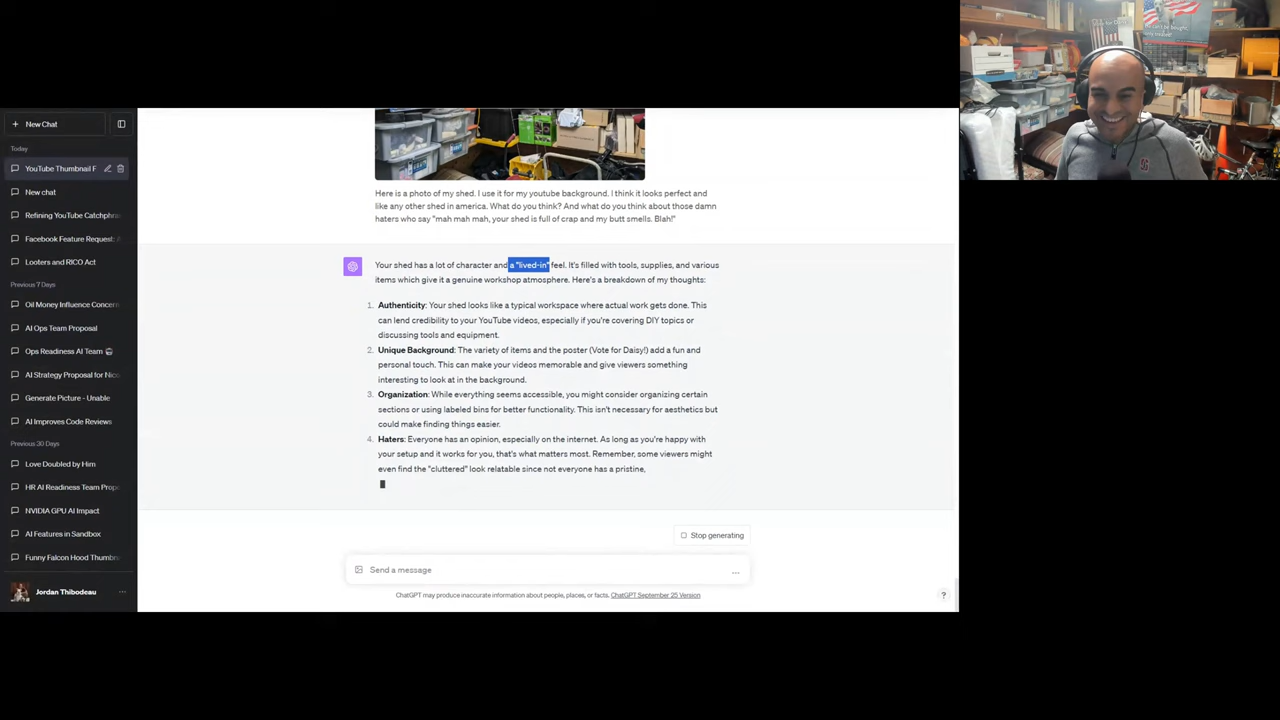 New Chat
Today
YouTube Thumbnail F
New chat
Refining YouTube Catchphra
Facebook Feature Request: A
Looters and RICO Act
Previous 7 Days
Oil Money Influence Concern
AI Ops Team Proposal
Ops Readiness AI Team
AI Strategy Proposal for Nic
Generate Picture - Unable
AI Improves Code Reviews
Previous 30 Days
Love Doubled by Him
HR AI Readiness Team Propo
NVIDIA GPU AI Impact
AI Features in Sandbox
Funny Falcon Hood Thumbn
Jordan Thibodeau
Here is a photo of my shed. I use it for my youtube background. I think it looks perfect and
like any other shed in america. What do you think? And what do you think about those damn
haters who say "mah mah mah, your shed is full of crap and my butt smells. Blah!"
Your shed has a lot of character and a "lived-in" feel. It's filled with tools, supplies, and various
items which give it a genuine workshop atmosphere. Here's a breakdown of my thoughts:
1. Authenticity: Your shed looks like a typical workspace where actual work gets done. This
can lend credibility to your YouTube videos, especially if you're covering DIY topics or
discussing tools and equipment.
2. Unique Background: The variety of items and the poster (Vote for Daisy!) add a fun and
personal touch. This can make your videos memorable and give viewers something
interesting to look at in the background.
3. Organization: While everything seems accessible, you might consider organizing certain
sections or using labeled bins for better functionality. This isn't necessary for aesthetics but
could make finding things easier.
4. Haters: Everyone has an opinion, especially on the internet. As long as you're happy with
your setup and it works for you, that's what matters most. Remember, some viewers might
even find the "cluttered" look relatable since not everyone has a pristine,
Stop generating
Send a message
ChatGPT may produce inaccurate information about people, places, or facts. ChatGPT September 25 Version
?